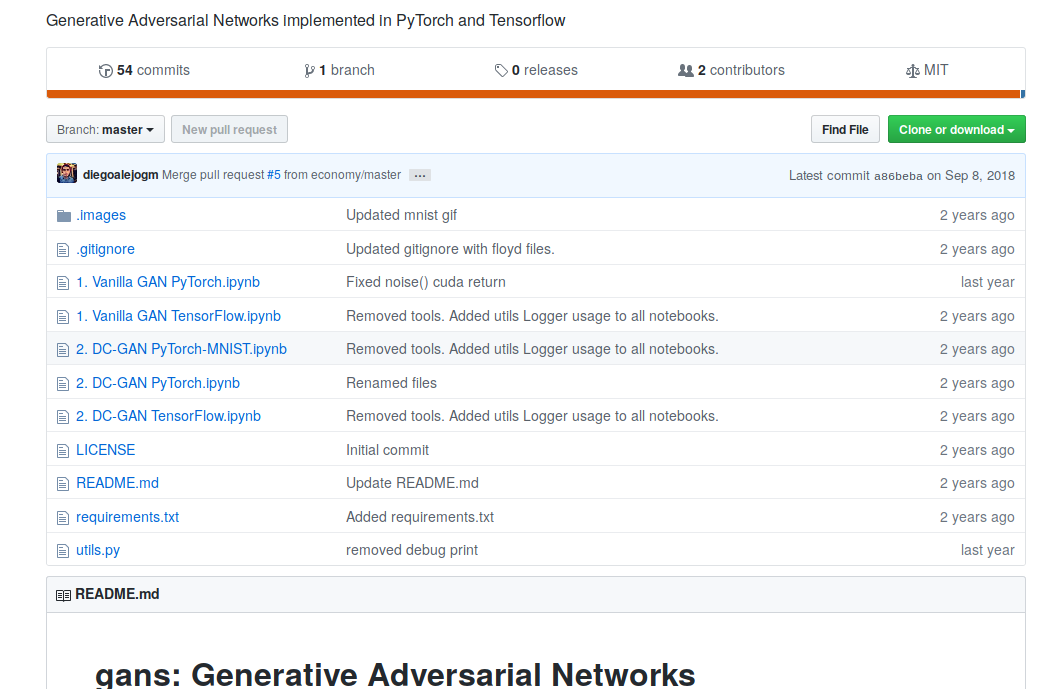 Generative Adversarial Networks implemented in PyTorch and Tensorflow
54 commits 1 branch 0 releases 2 contributors MIT
Branch: master New pull request Find File Clone or download
diegoalejogm Merge pull request #5 from economy/master ... Latest commit a86beba on Sep 8, 2018
.images Updated mnist gif 2 years ago
.gitignore Updated gitignore with floyd files. 2 years ago
1. Vanilla GAN PyTorch.ipynb Fixed noise() cuda return last year
1. Vanilla GAN TensorFlow.ipynb Removed tools. Added utils Logger usage to all notebooks. 2 years ago
2. DC-GAN PyTorch-MNIST.ipynb Removed tools. Added utils Logger usage to all notebooks. 2 years ago
2. DC-GAN PyTorch.ipynb Renamed files 2 years ago
2. DC-GAN TensorFlow.ipynb Removed tools. Added utils Logger usage to all notebooks. 2 years ago
LICENSE Initial commit 2 years ago
README.md Update README.md 2 years ago
requirements.txt Added requirements.txt 2 years ago
utils.py removed debug print last year
README.md
gans: Generative Adversarial Networks